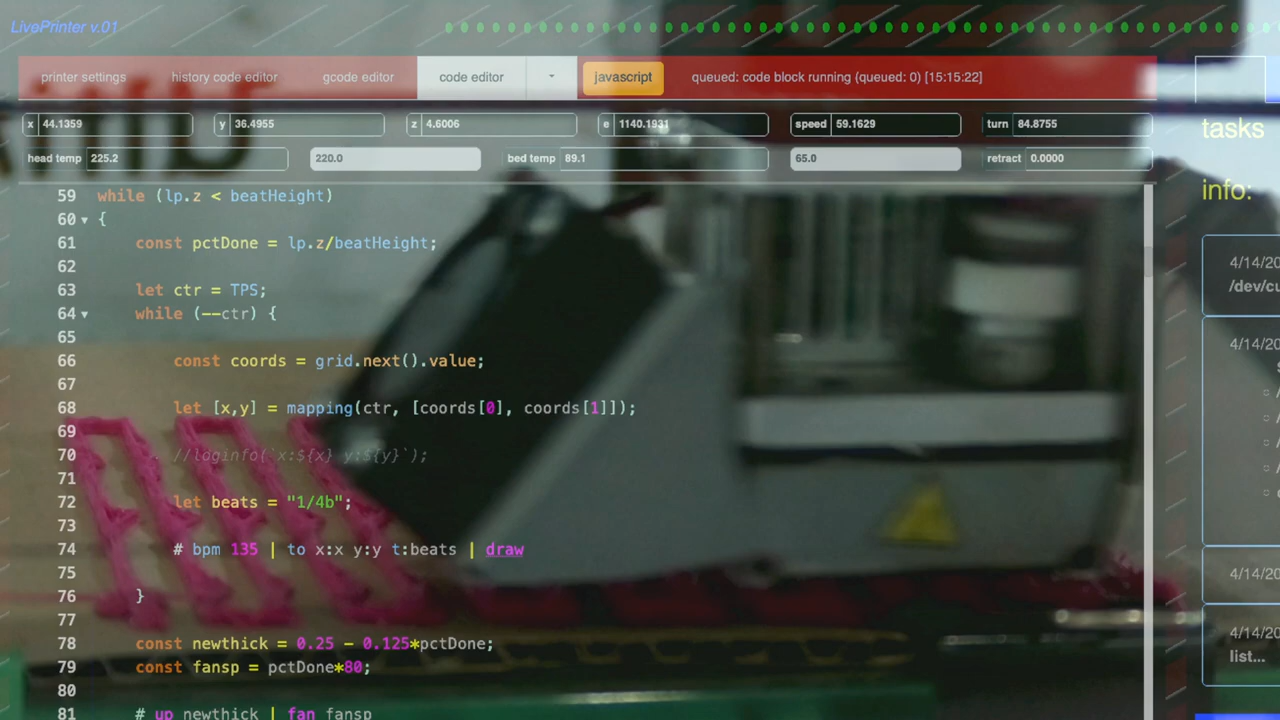 LivePrinter v.01
printer settings history code editor gcode editor code editor javascript queued: code block running (queued: 0) [15:15:22]
x 44.1359 y 36.4955 z 4.6006 e 1140.1931 speed 59.1629 turn 84.8755
head temp 225.2 220.0 bed temp 89.1 65.0 retract 0.0000
tasks
info:
4/14/20
/dev/cu
4/14/20
4/14/20
4/14/20
list...
59 while (lp.z < beatHeight)
60 {
61 const pctDone = lp.z/beatHeight;
62
63 let ctr = TPS;
64 while (--ctr) {
65
66 const coords = grid.next().value;
67
68 let [x,y] = mapping(ctr, [coords[0], coords[1]]);
69
70 //loginfo(`x:${x} y:${y}`);
71
72 let beats = "1/4b";
73
74 # bpm 135 | to x:x y:y t:beats | draw
75
76 }
77
78 const newthick = 0.25 - 0.125*pctDone;
79 const fansp = pctDone*80;
80
81 # up newthick | fan fansp